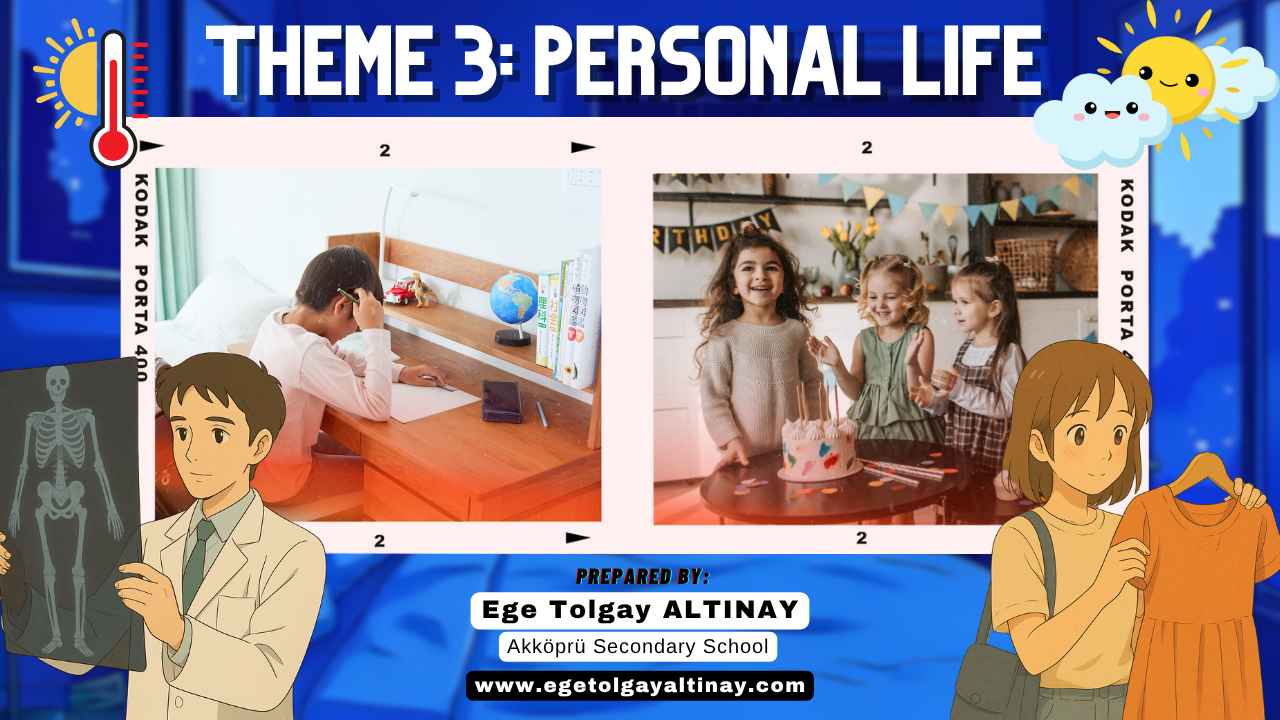 THEME 3: PERSONAL LIFE
2
2
KODAK PORTA 400
KODAK PORTA
RTHDAY
2
2
PREPARED BY:
Ege Tolgay ALTINAY
Akköprü Secondary School
www.egetolgayaltinay.com